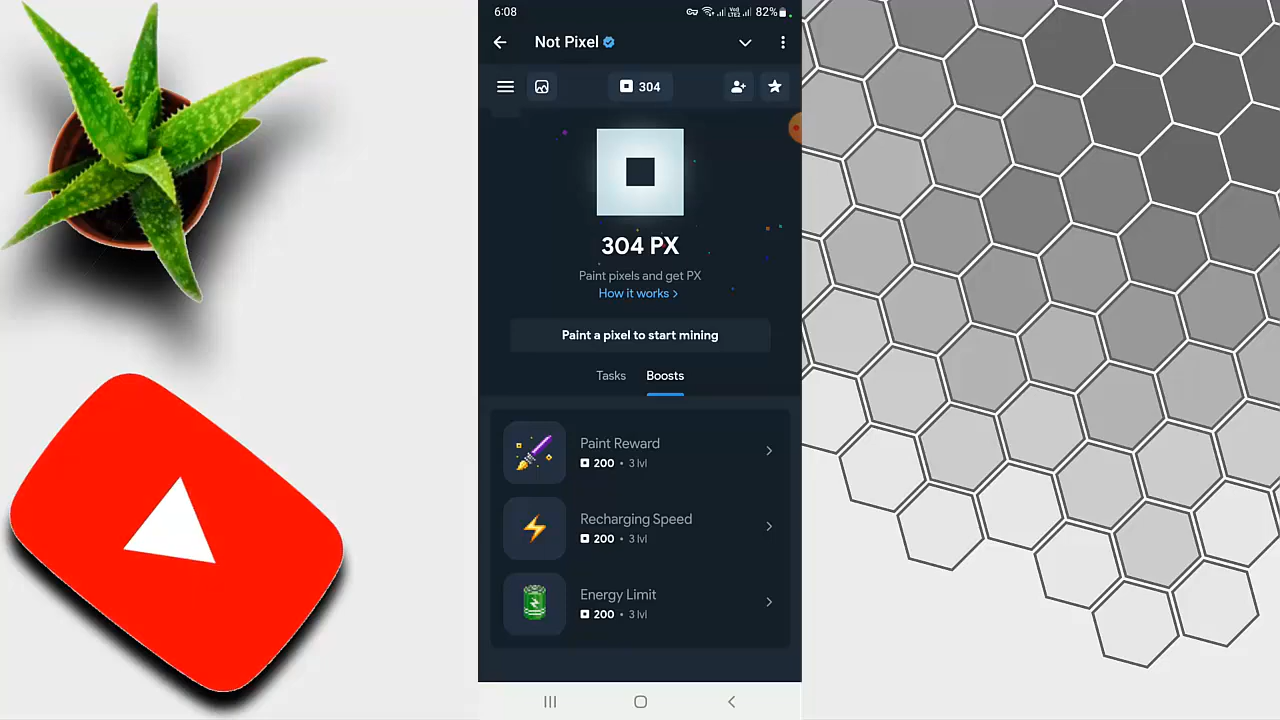 6:08
Vo) LTE2 82%
Not Pixel
304
304 PX
Paint pixels and get PX
How it works >
Paint a pixel to start mining
Tasks Boosts
Paint Reward
200 • 3 lvl
Recharging Speed
200 • 3 lvl
Energy Limit
200 • 3 lvl